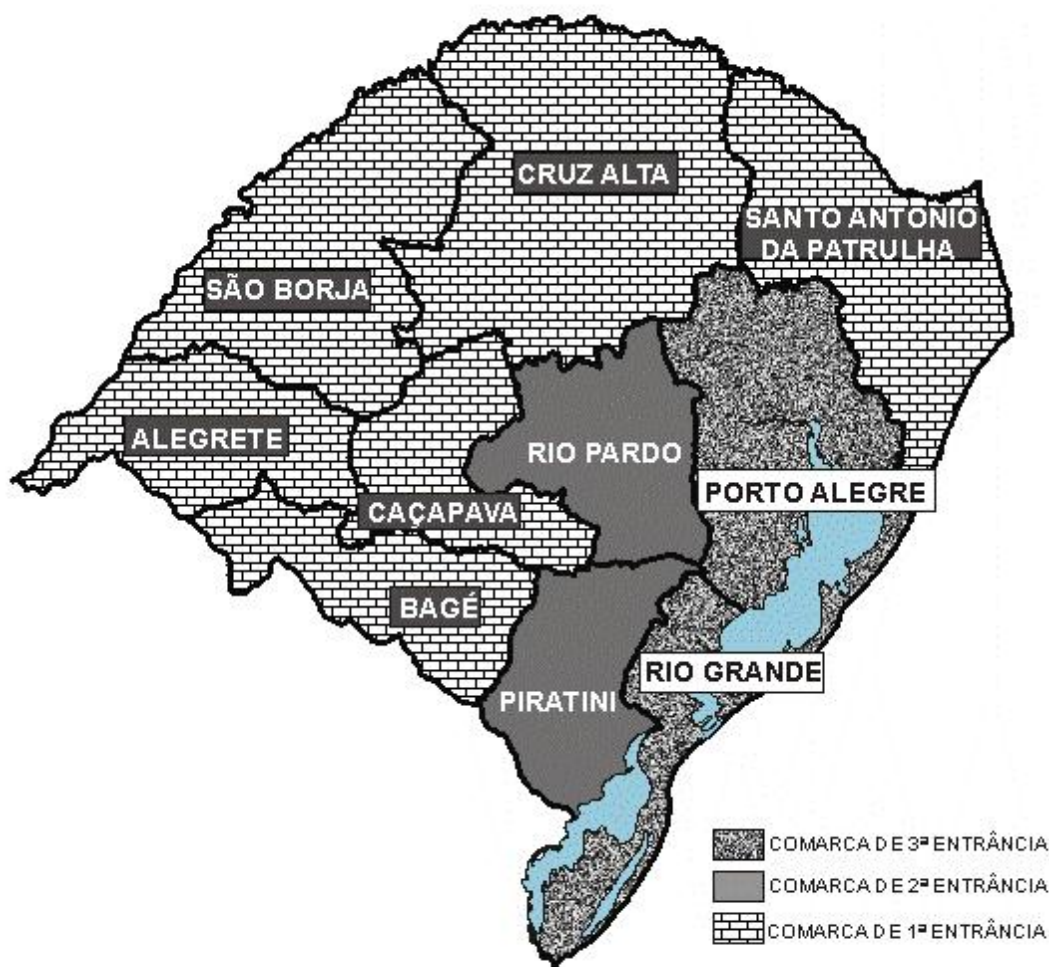 CRUZ ALTA
SANTO ANTONIO
DA PATRULHA
SÃO BORJA
ALEGRETE
RIO PARDO
PORTO ALEGRE
CAÇAPAVA
BAGÉ
RIO GRANDE
PIRATINI
COMARCA DE 3ª ENTRÂNCIA
COMARCA DE 2ª ENTRÂNCIA
COMARCA DE 1ª ENTRÂNCIA